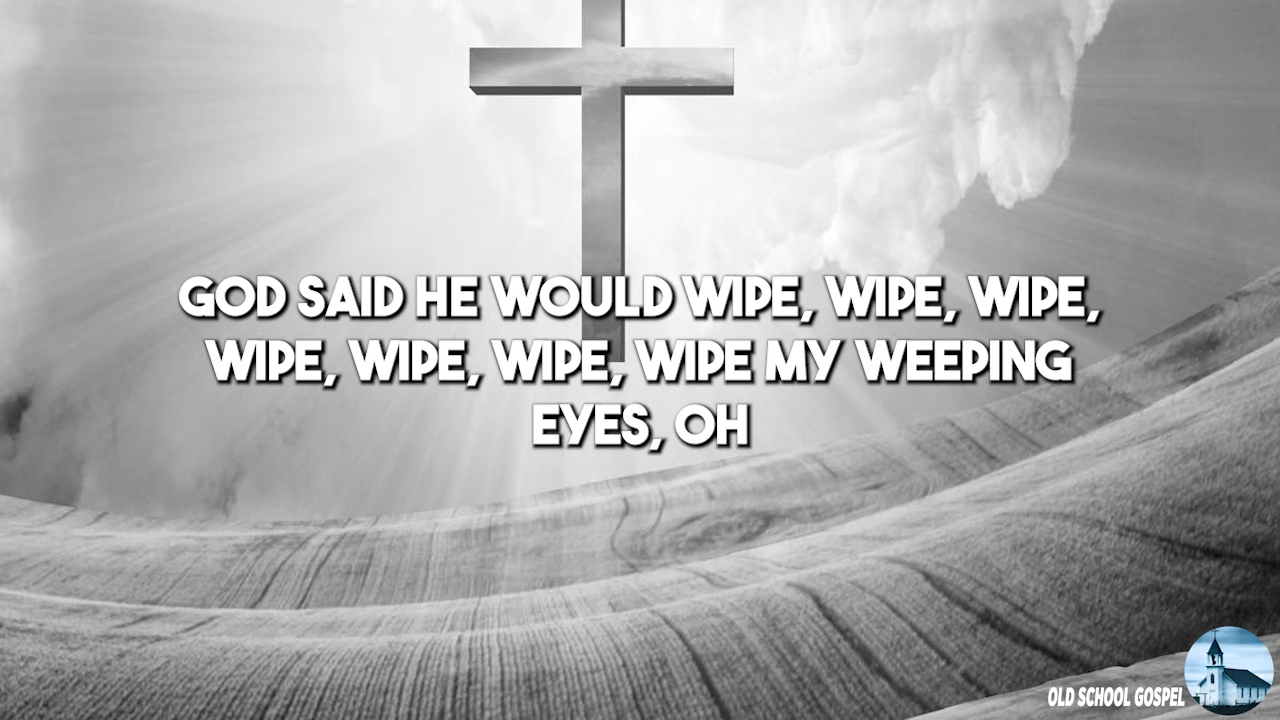 GOD SAID HE WOULD WIPE, WIPE, WIPE,
WIPE, WIPE, WIPE, WIPE MY WEEPING
EYES, OH
OLD SCHOOL GOSPEL